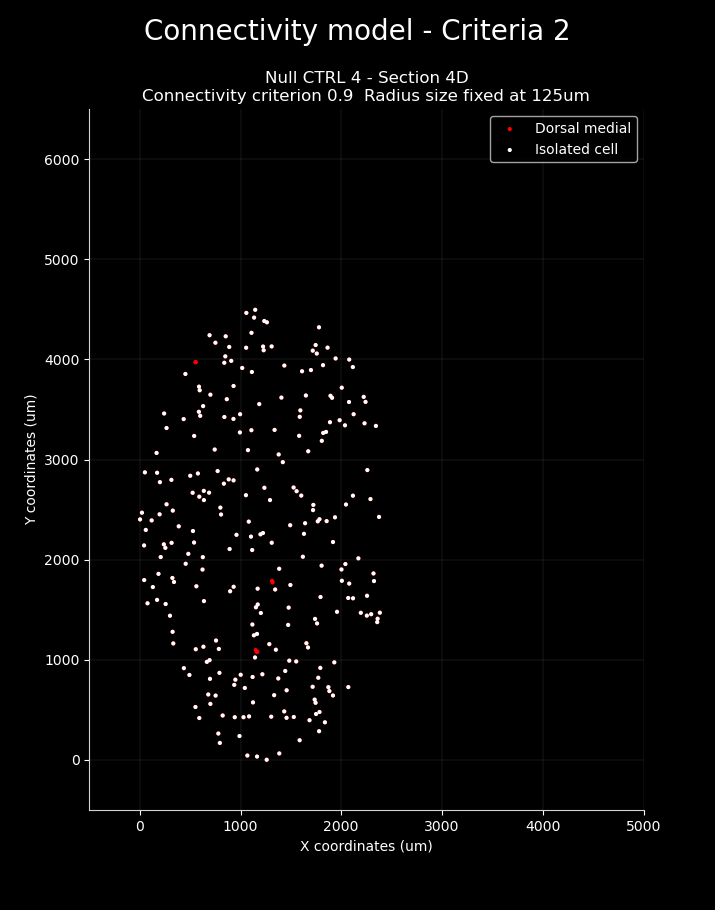 Connectivity model - Criteria 2
Null CTRL 4 - Section 4D
Connectivity criterion 0.9  Radius size fixed at 125um
Dorsal medial
Isolated cell
6000
5000
4000
3000
2000
1000
0
Y coordinates (um)
0 1000 2000 3000 4000 5000
X coordinates (um)